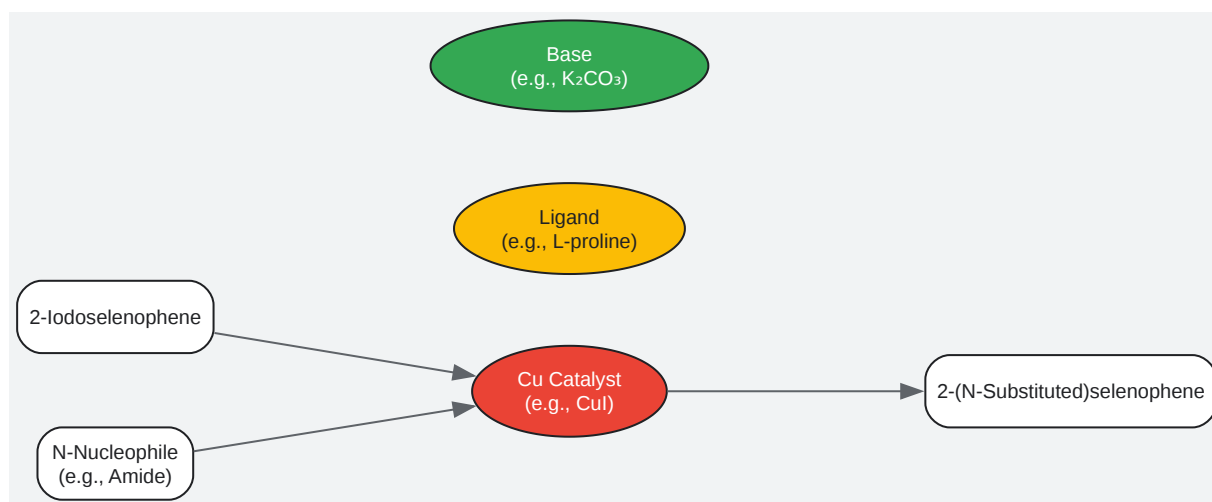 Base
(e.g., K₂CO₃)
Ligand
(e.g., L-proline)
2-Iodoselenophene
Cu Catalyst
(e.g., CuI)
2-(N-Substituted)selenophene
N-Nucleophile
(e.g., Amide)